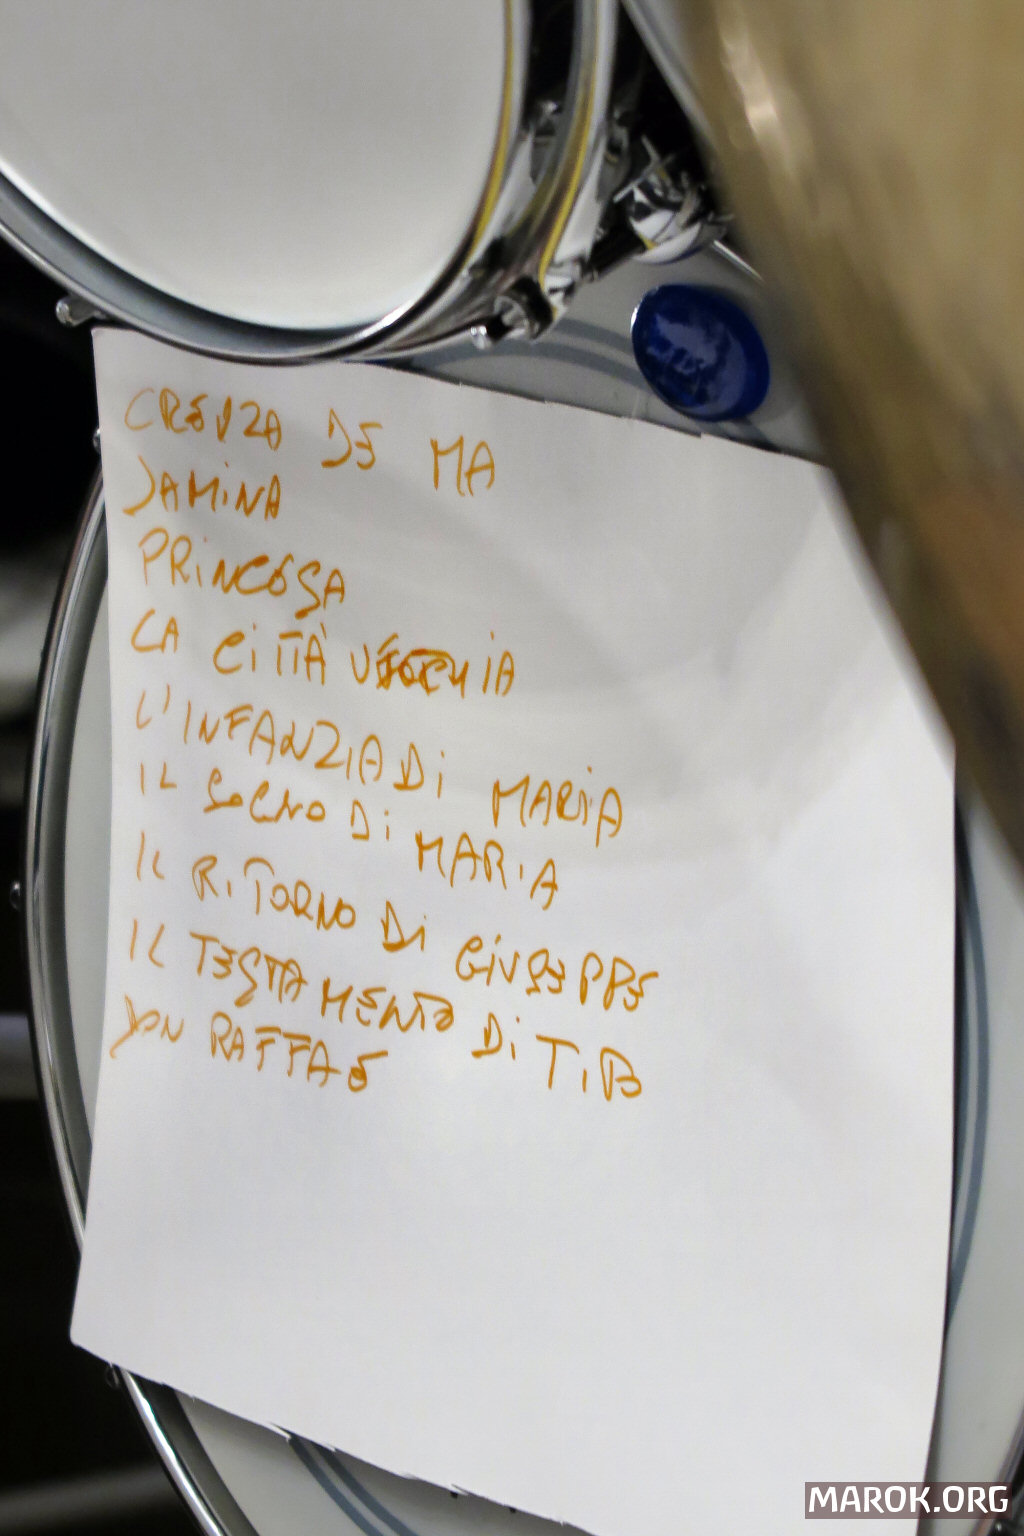 CREUZA DE MA
JAMINA
PRINCESA
LA CITTÀ VECCHIA
L'INFANZIA DI MARIA
IL SOGNO DI MARIA
IL RITORNO DI GIUSEPPE
IL TESTAMENTO DI TITO
DON RAFFAE
MAROK.ORG